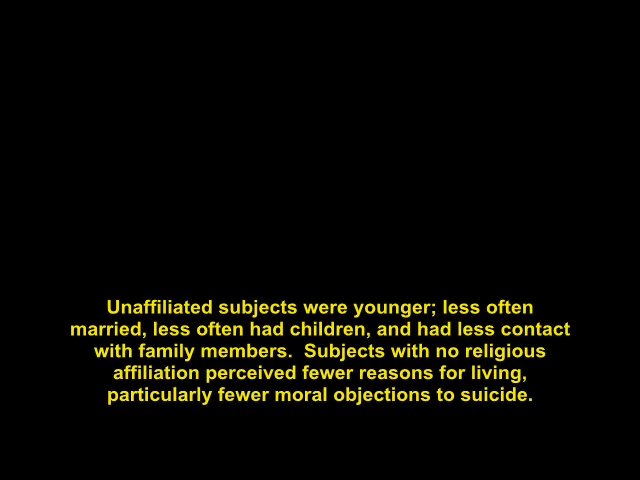 Unaffiliated subjects were younger; less often
married, less often had children, and had less contact
with family members.  Subjects with no religious
affiliation perceived fewer reasons for living,
particularly fewer moral objections to suicide.